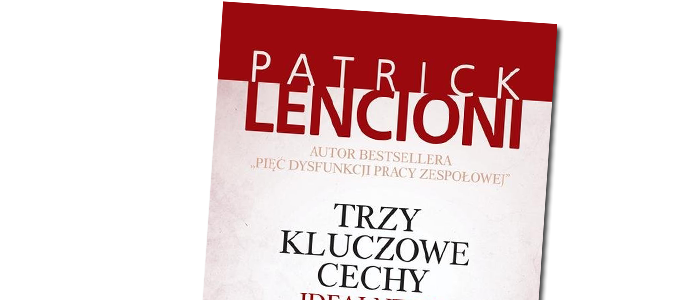 PATRICK
LENCIONI
AUTOR BESTSELLERA
„PIĘĆ DYSFUNKCJI PRACY ZESPOŁOWEJ”
TRZY
KLUCZOWE
CECHY